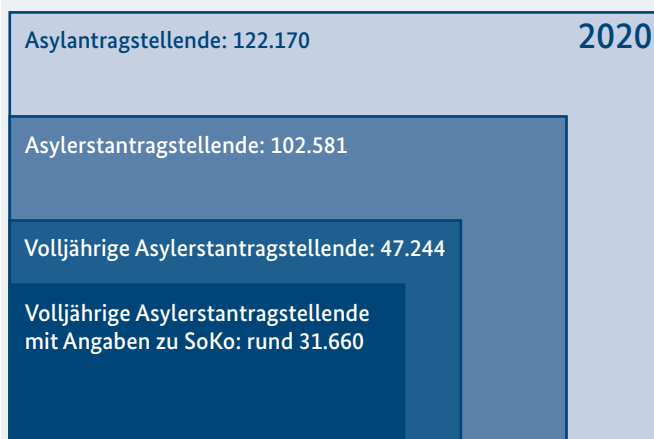 Asylantragstellende: 122.170
2020
Asylerstantragstellende: 102.581
Volljährige Asylerstantragstellende: 47.244
Volljährige Asylerstantragstellende
mit Angaben zu SoKo: rund 31.660